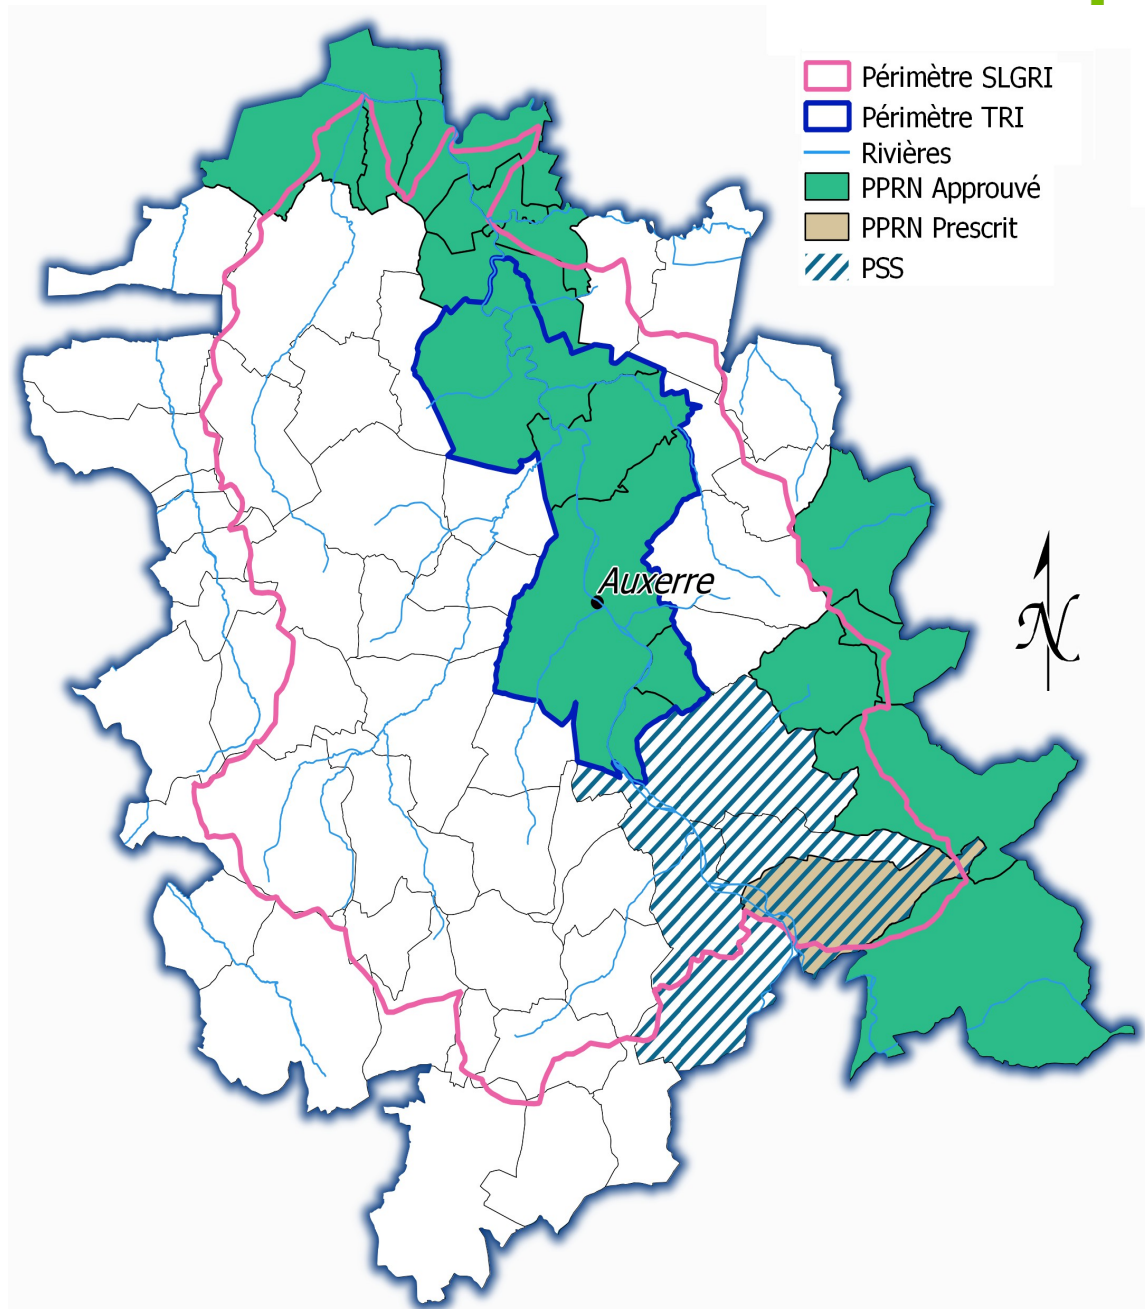 Périmètre SLGRI
Périmètre TRI
Rivières
PPRN Approuvé
PPRN Prescrit
PSS
Auxerre
N